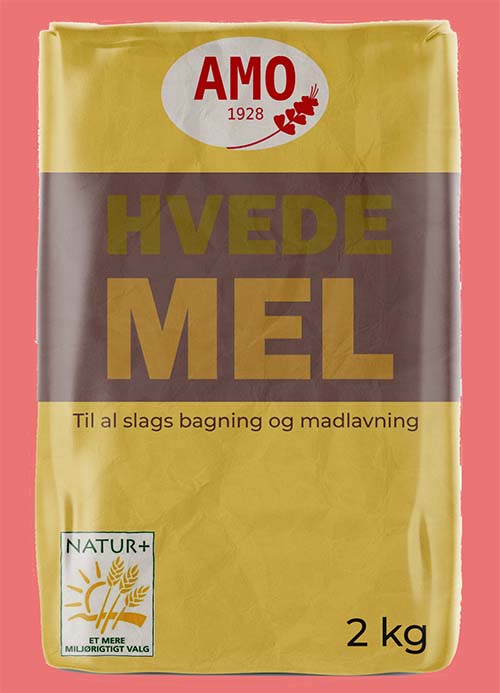 AMO
1928
HVEDE
MEL
Til al slags bagning og madlavning
NATUR+
ET MERE
MILJØRIGTIGT VALG
2 kg